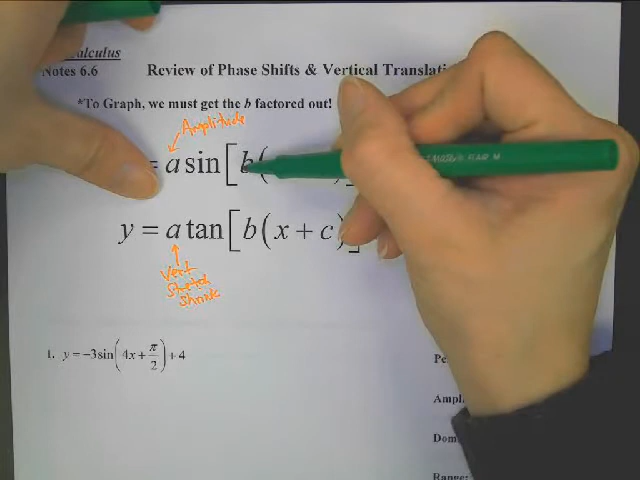 Calculus
Notes 6.6 Review of Phase Shifts & Vertical Translati
*To Graph, we must get the b factored out!
Amplitude
= a sin [ b(
y = a tan [ b(x + c)
Vert
Stretch
Shrink
1. y = -3sin(4x + π/2) + 4
Pe
Ampl
Dom
Range: